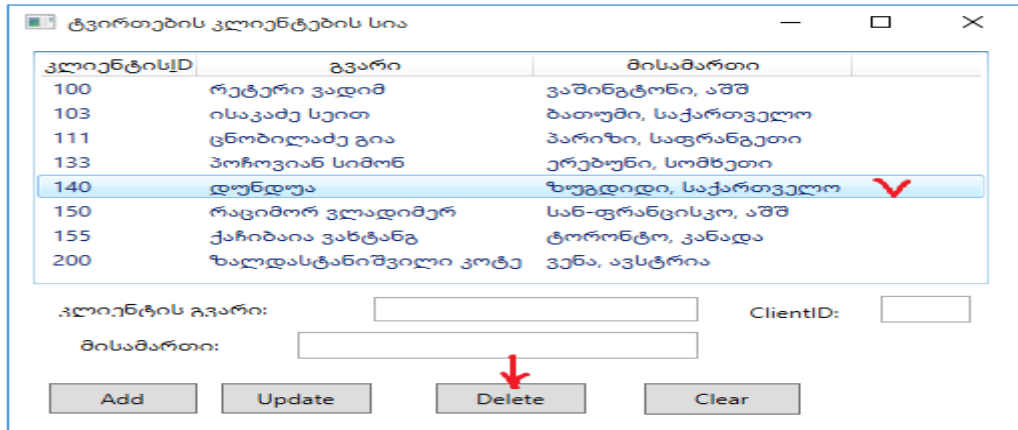 ტვირთების კლიენტების სია
კლიენტისID გვარი მისამართი
100 რეტერი ვადიმ ვაშინგტონი, აშშ
103 ისაკაძე სეით ბათუმი, საქართველო
111 ცნობილაძე გია პარიზი, საფრანგეთი
133 პოჩოვიან სიმონ ერებუნი, სომხეთი
140 დუნდუა ზუგდიდი, საქართველო
150 რაციმორ ვლადიმერ სან-ფრანცისკო, აშშ
155 ქაჩიბაია ვახტანგ ტორონტო, კანადა
200 ზალდასტანიშვილი კოტე ვენა, ავსტრია
კლიენტის გვარი: ClientID:
მისამართი:
Add Update Delete Clear